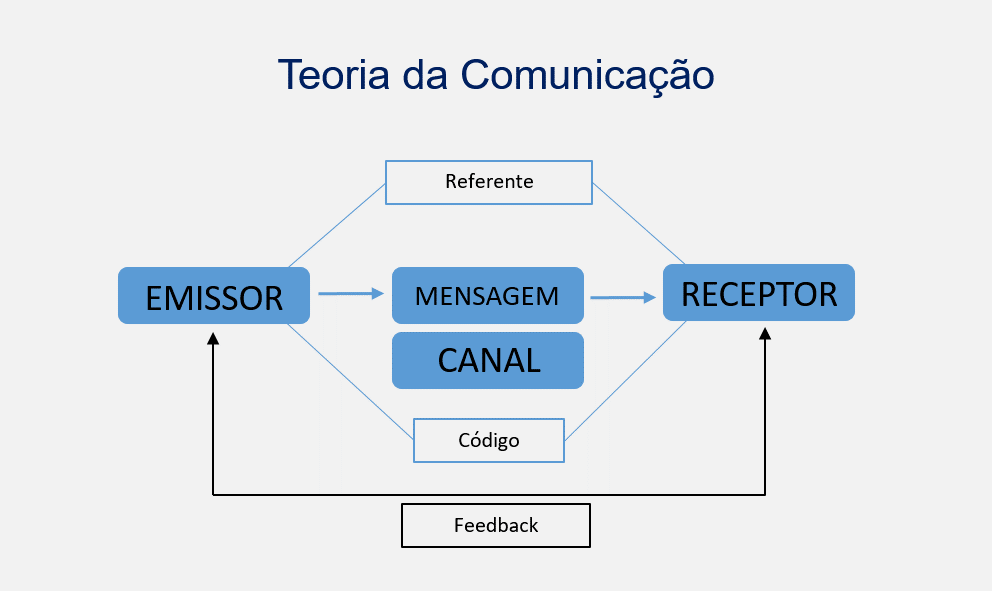 Teoria da Comunicação
Referente
EMISSOR
MENSAGEM
RECEPTOR
CANAL
Código
Feedback